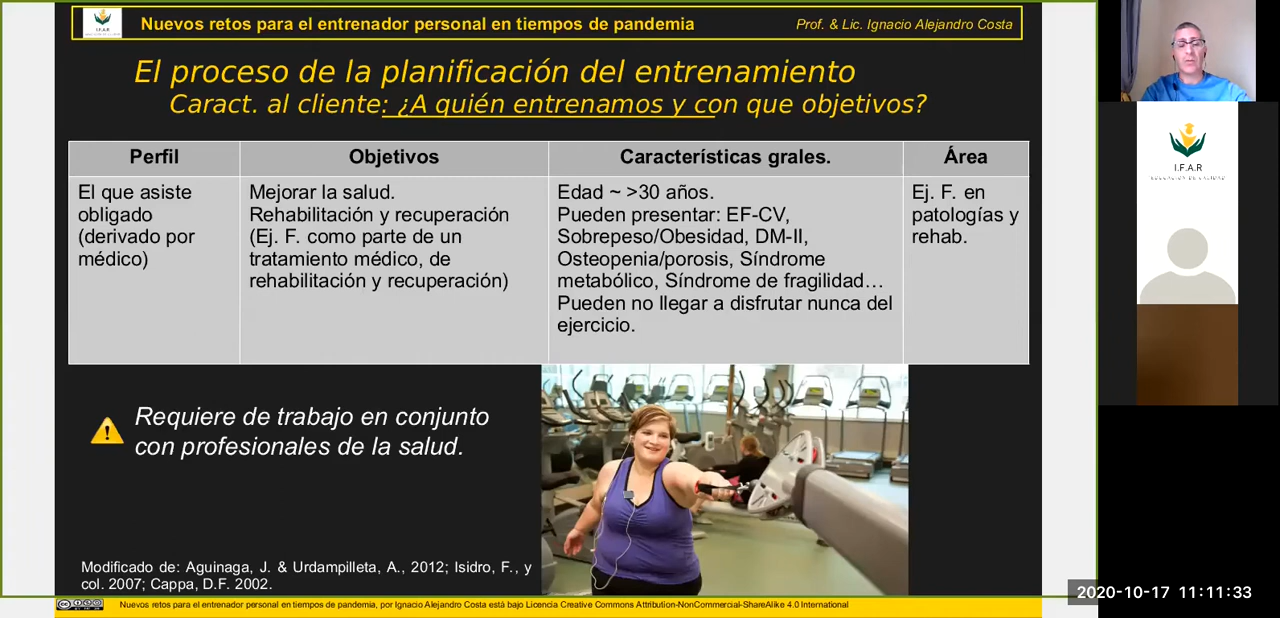 Nuevos retos para el entrenador personal en tiempos de pandemia
Prof. & Lic. Ignacio Alejandro Costa
I.F.A.R
El proceso de la planificación del entrenamiento
Caract. al cliente: ¿A quién entrenamos y con que objetivos?
Perfil
Objetivos
Características grales.
Área
El que asiste
obligado
(derivado por
médico)
Mejorar la salud.
Rehabilitación y recuperación
(Ej. F. como parte de un
tratamiento médico, de
rehabilitación y recuperación)
Edad ~ >30 años.
Pueden presentar: EF-CV,
Sobrepeso/Obesidad, DM-II,
Osteopenia/porosis, Síndrome
metabólico, Síndrome de fragilidad…
Pueden no llegar a disfrutar nunca del
ejercicio.
Ej. F. en
patologías y
rehab.
Requiere de trabajo en conjunto
con profesionales de la salud.
Modificado de: Aguinaga, J. & Urdampilleta, A., 2012; Isidro, F., y
col. 2007; Cappa, D.F. 2002.
Nuevos retos para el entrenador personal en tiempos de pandemia, por Ignacio Alejandro Costa está bajo Licencia Creative Commons Attribution-NonCommercial-ShareAlike 4.0 International
I.F.A.R
2020-10-17 11:11:33